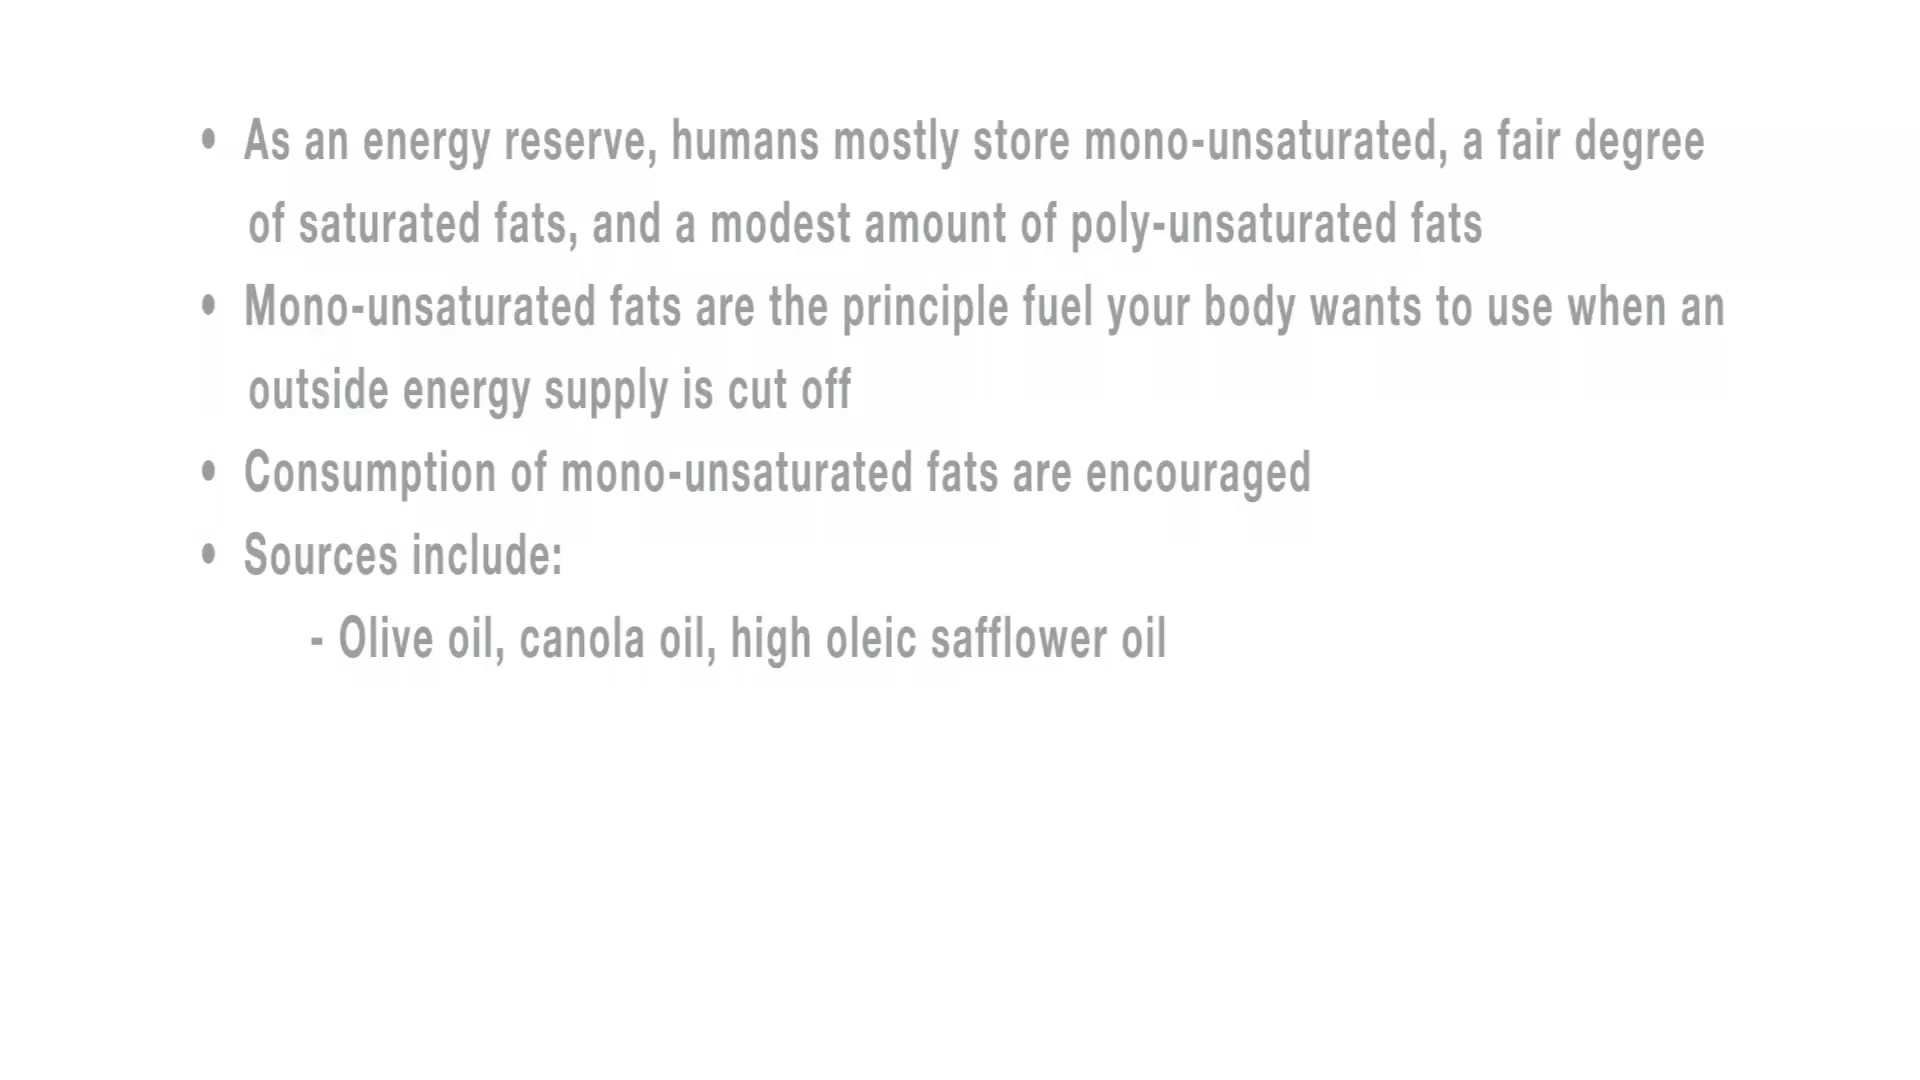 • As an energy reserve, humans mostly store mono-unsaturated, a fair degree
of saturated fats, and a modest amount of poly-unsaturated fats
• Mono-unsaturated fats are the principle fuel your body wants to use when an
outside energy supply is cut off
• Consumption of mono-unsaturated fats are encouraged
• Sources include:
- Olive oil, canola oil, high oleic safflower oil